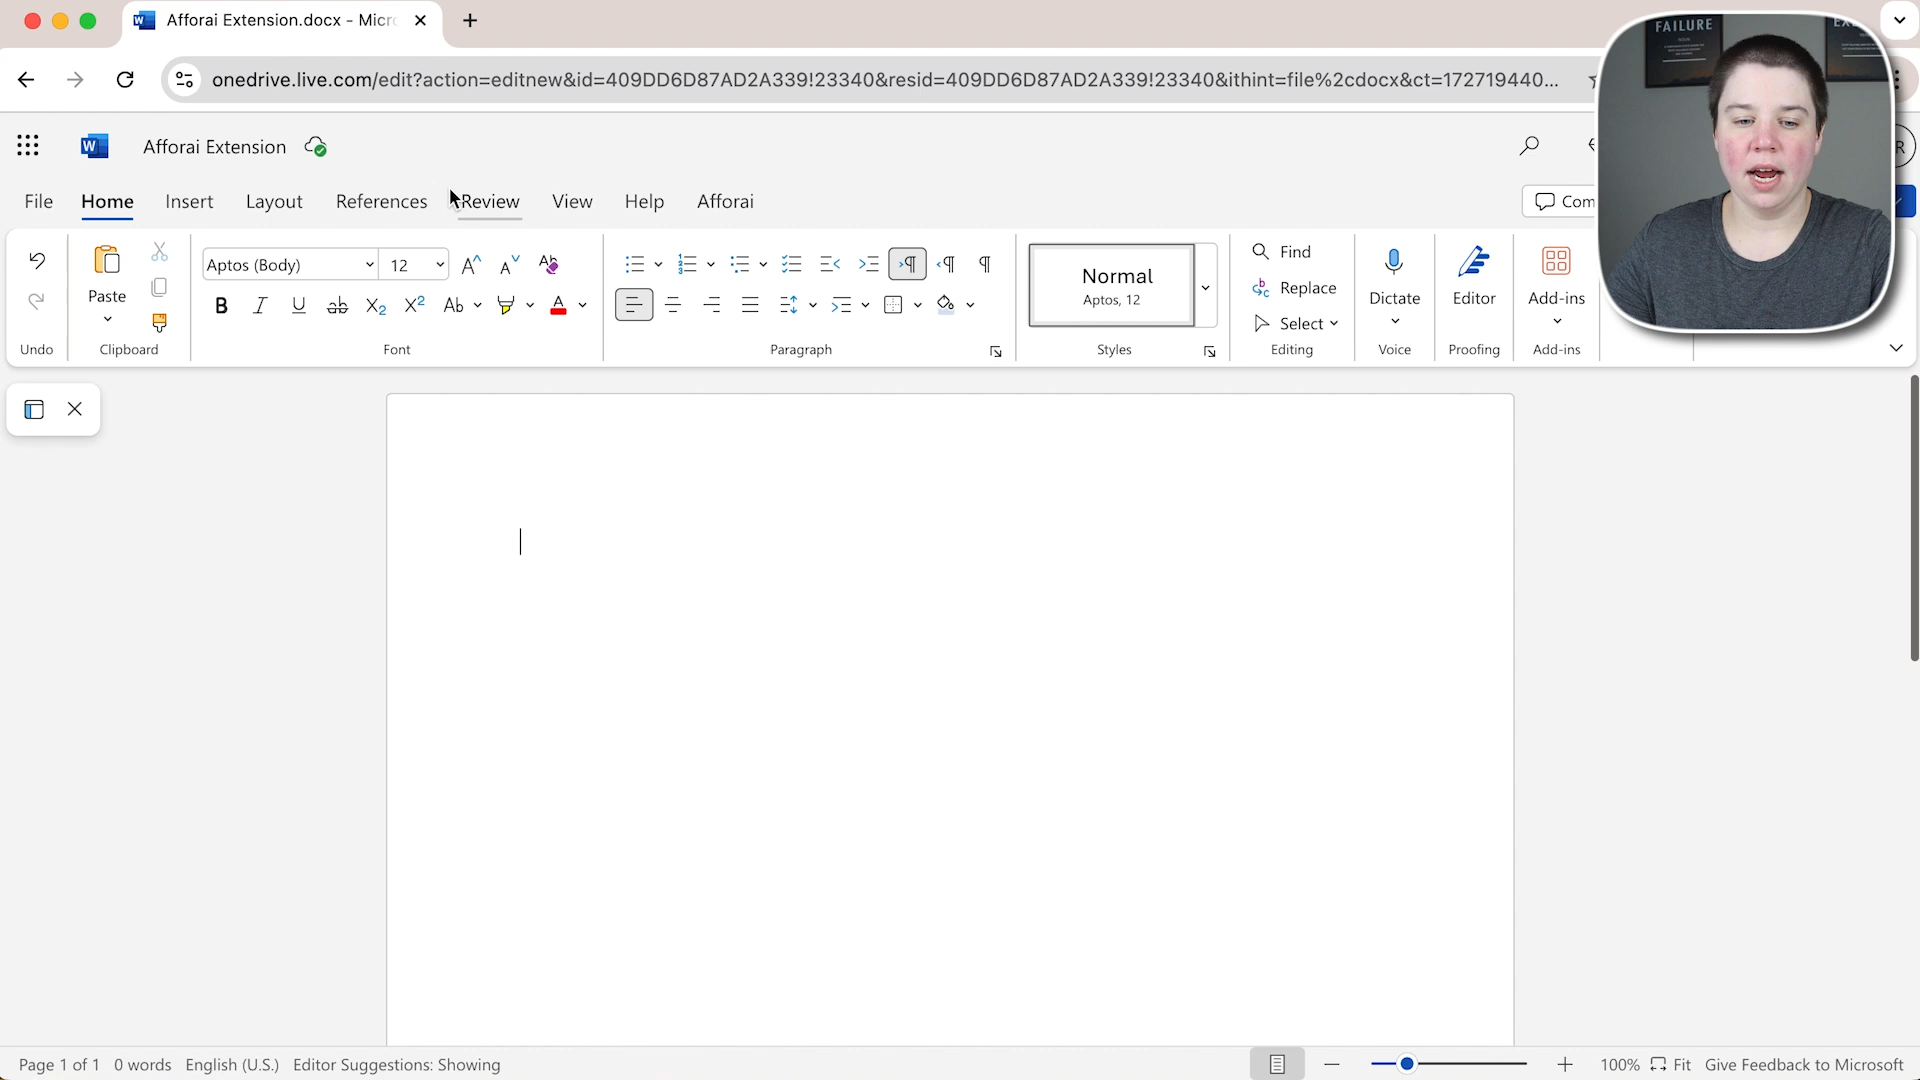 Afforai Extension.docx - Micr
onedrive.live.com/edit?action=editnew&id=409DD6D87AD2A339!23340&resid=409DD6D87AD2A339!23340&ithint=file%2cdocx&ct=172719440...
FAILURE
W Afforai Extension
R
File Home Insert Layout References Review View Help Afforai
Com
Aptos (Body) 12
Paste
Undo Clipboard Font Paragraph
Normal
Aptos, 12
Styles
Find
Replace
Select
Editing
Dictate
Voice
Editor
Proofing
Add-ins
Add-ins
Page 1 of 1 0 words English (U.S.) Editor Suggestions: Showing
100% Fit Give Feedback to Microsoft